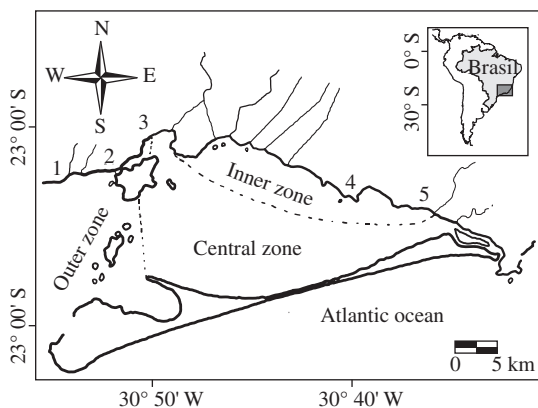 N
W E
S
0° S
Brasil
30° S
23° 00' S
3
1 2
Inner zone
4 5
Outer zone
Central zone
23° 00' S
Atlantic ocean
0 5 km
30° 50' W 30° 40' W